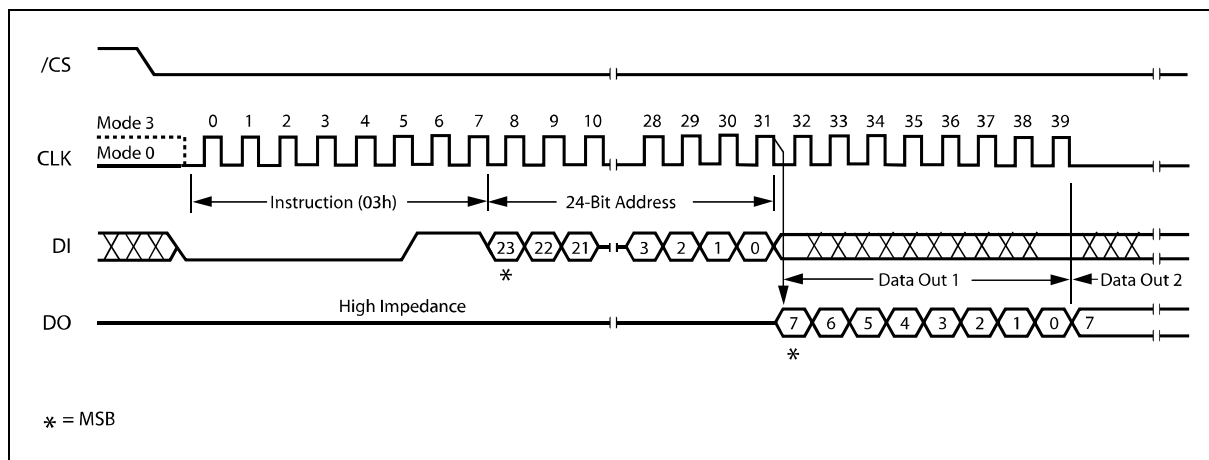 /CS
Mode 3
0 1 2 3 4 5 6 7 8 9 10 28 29 30 31 32 33 34 35 36 37 38 39
CLK
Mode 0
Instruction (03h) 24-Bit Address
DI
23 22 21 3 2 1 0
*
Data Out 1 Data Out 2
High Impedance
DO
7 6 5 4 3 2 1 0 7
*
* = MSB